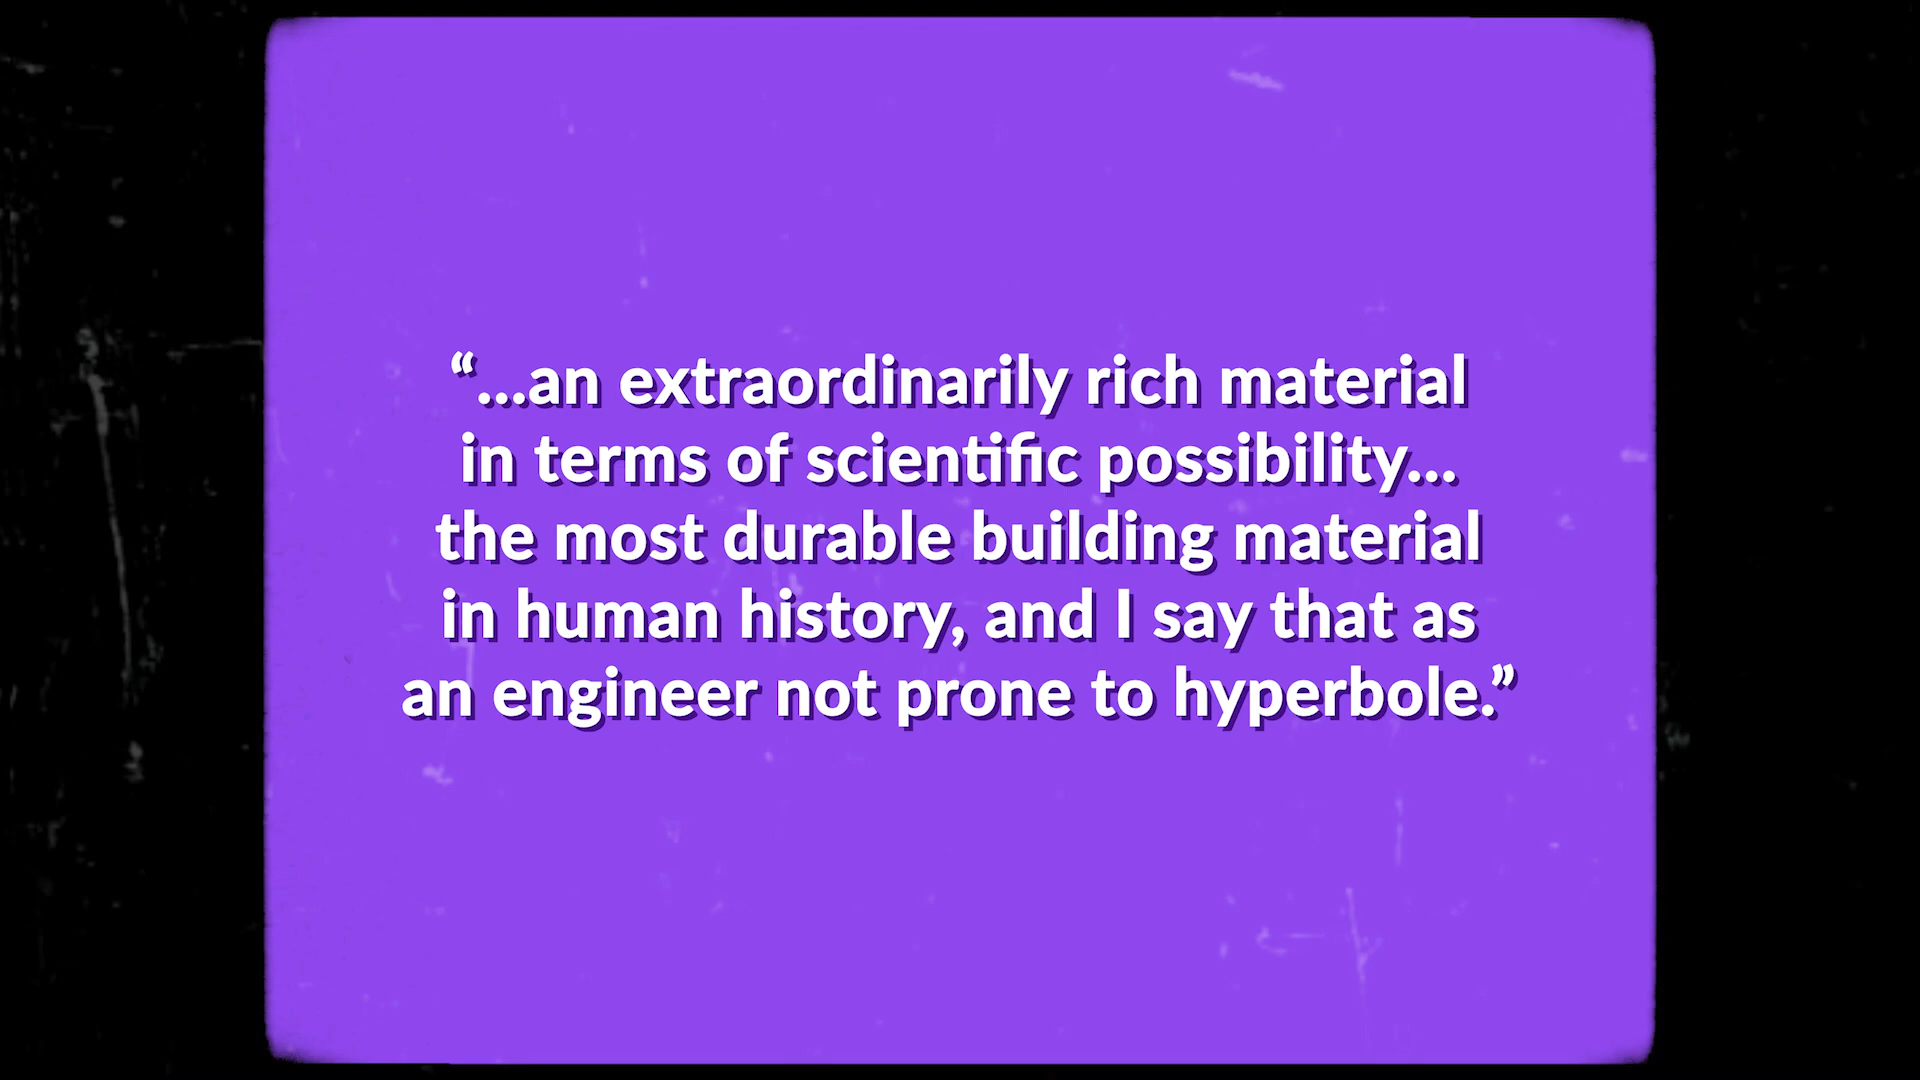 “...an extraordinarily rich material
in terms of scientific possibility...
the most durable building material
in human history, and I say that as
an engineer not prone to hyperbole.”